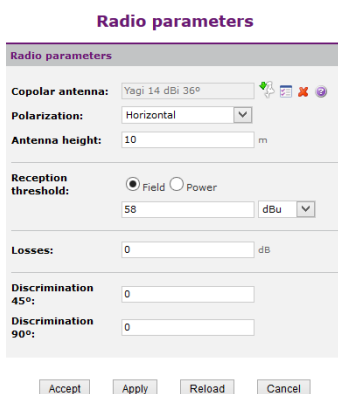 Radio parameters
Radio parameters
Copolar antenna: Yagi 14 dBi 36º
Polarization: Horizontal
Antenna height: 10 m
Reception
threshold: Field Power
58 dBu
Losses: 0 dB
Discrimination
45º: 0
Discrimination
90º: 0
Accept Apply Reload Cancel